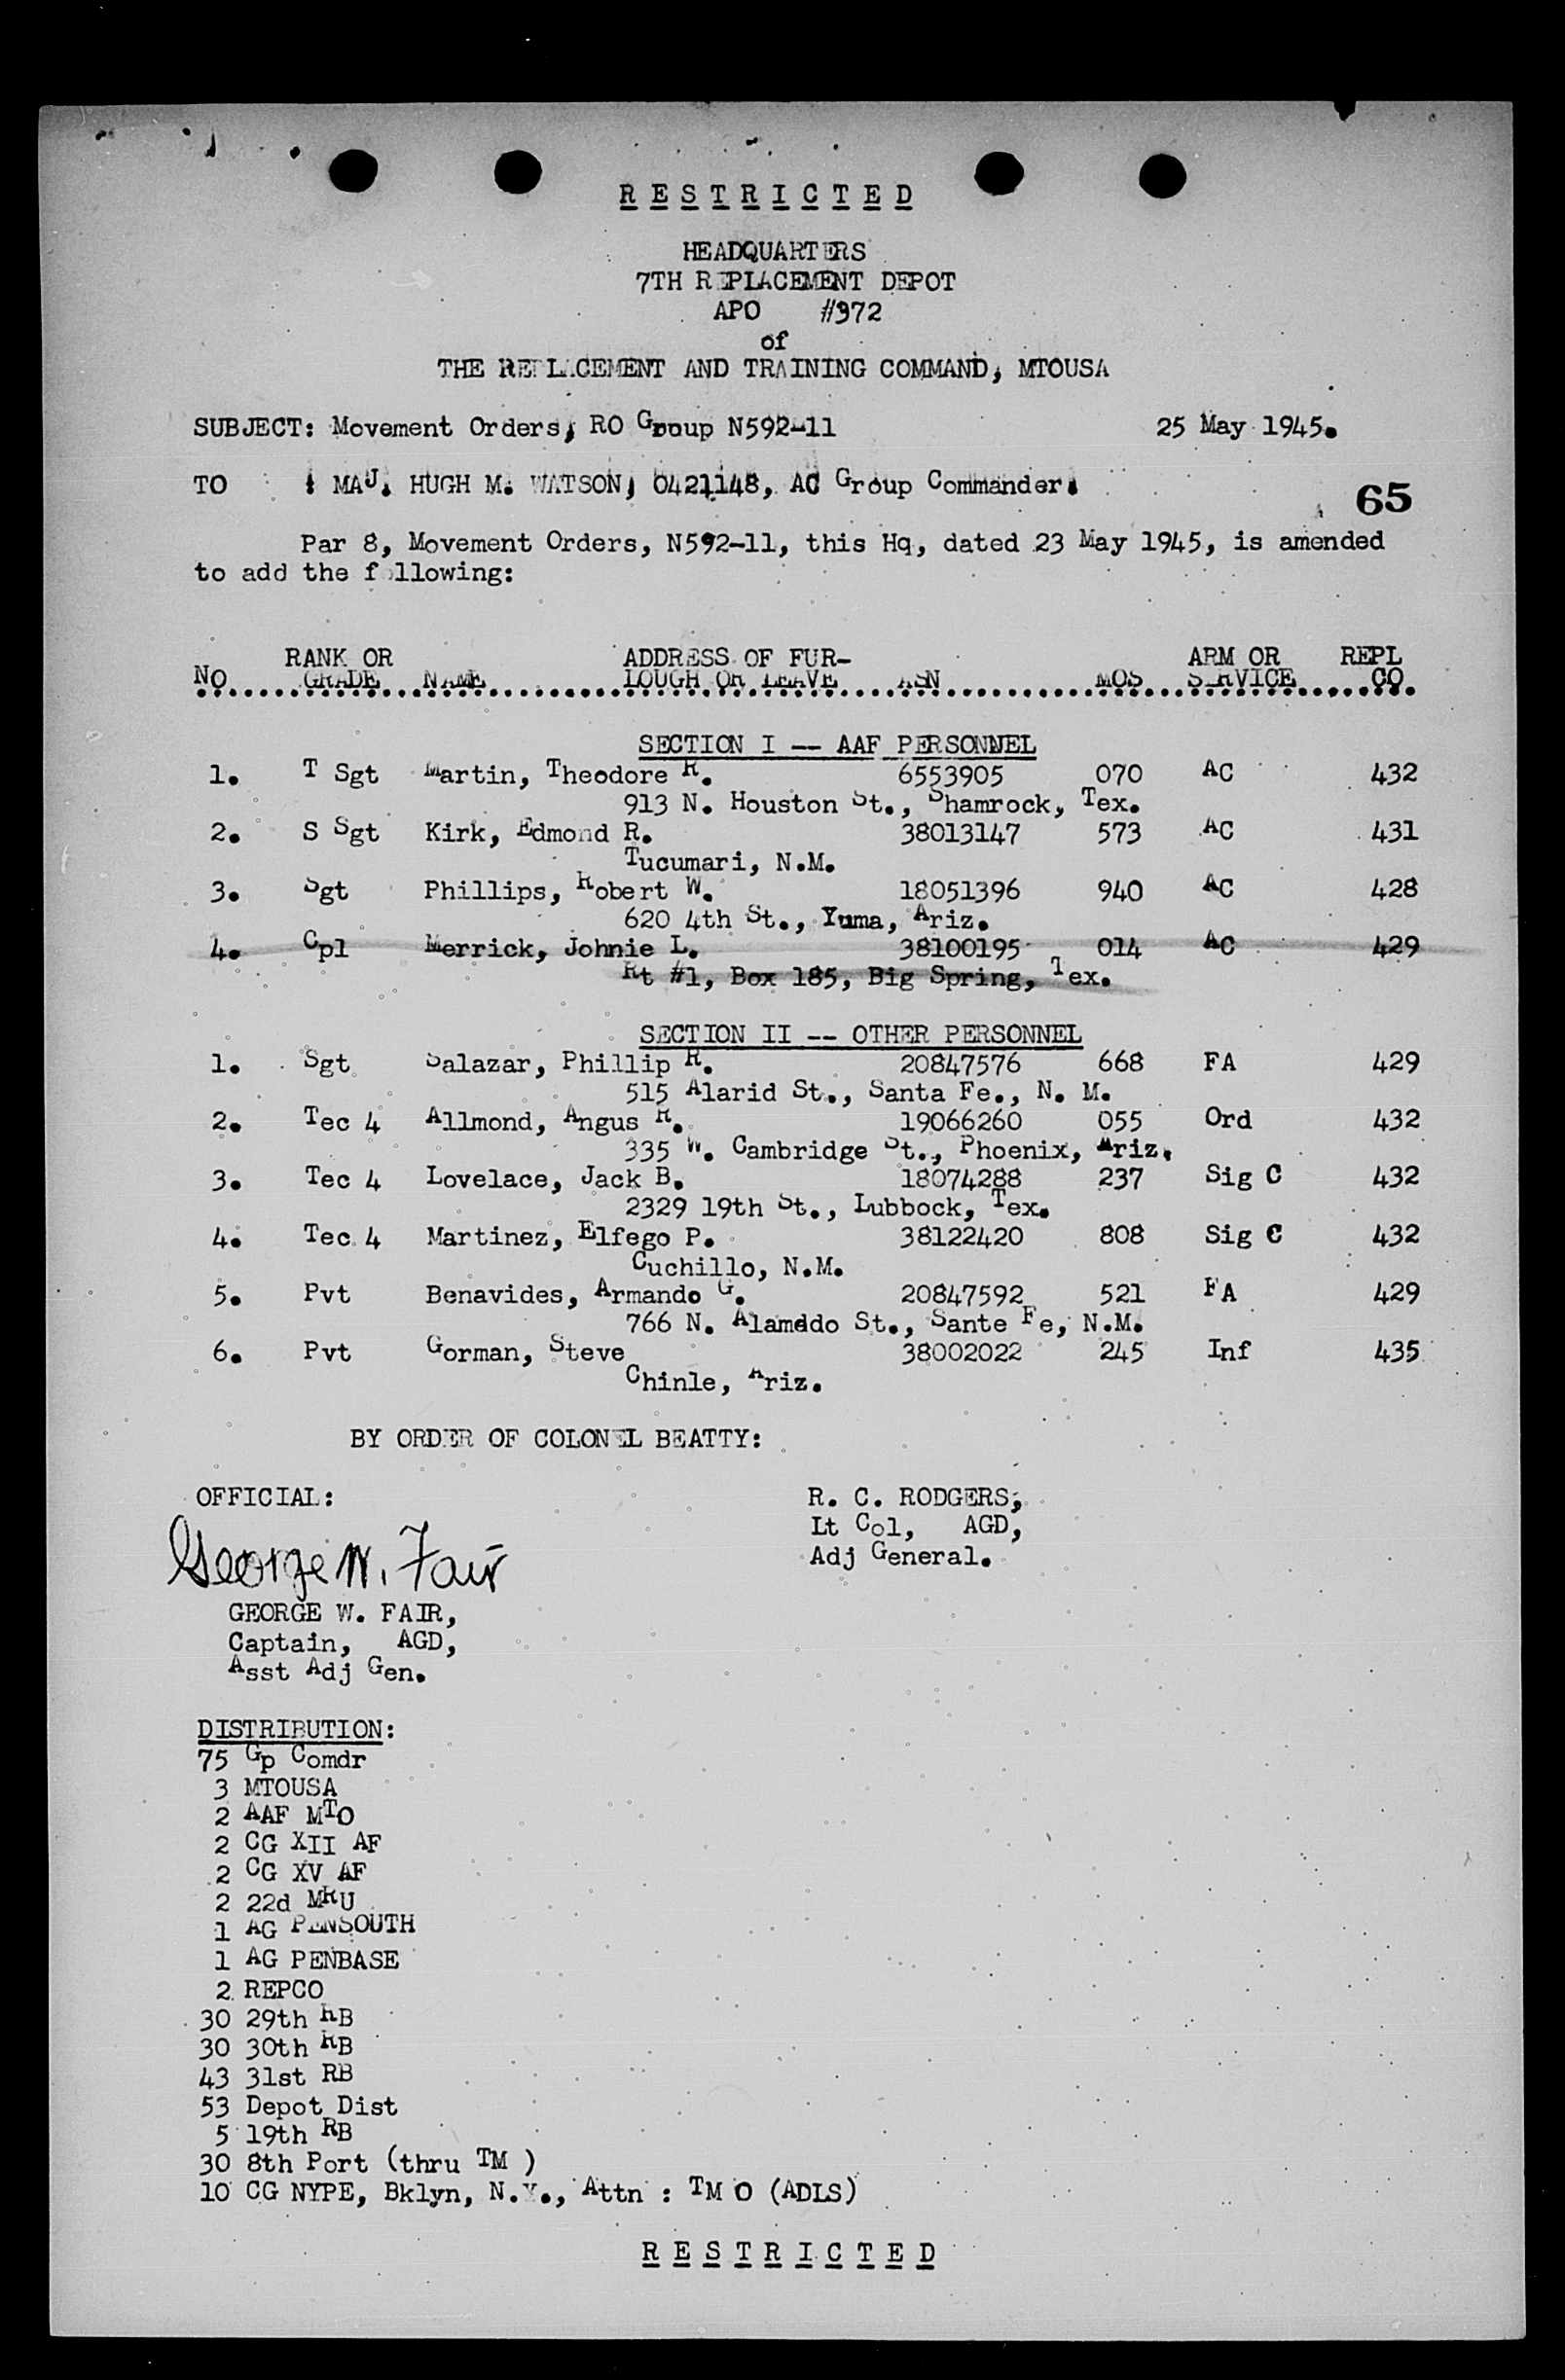 R E S T R I C T E D
HEADQUARTERS
7TH REPLACEMENT DEPOT
APO #372
of
THE REPLACEMENT AND TRAINING COMMAND, MTOUSA
SUBJECT: Movement Orders, RO Group N592-11 25 May 1945.
TO : MAJ. HUGH M. WATSON, 0421148, AC Group Commander.
65
Par 8, Movement Orders, N592-11, this Hq, dated 23 May 1945, is amended
to add the following:
RANK OR ADDRESS OF FUR- ARM OR REPL
NO GRADE NAME LOUGH OR LEAVE ASN MOS SERVICE CO.
SECTION I -- AAF PERSONNEL
1. T Sgt Martin, Theodore R. 6553905 070 AC 432
913 N. Houston St., Shamrock, Tex.
2. S Sgt Kirk, Edmond R. 38013147 573 AC 431
Tucumari, N.M.
3. Sgt Phillips, Robert W. 18051396 940 AC 428
620 4th St., Yuma, Ariz.
4. Cpl Merrick, Johnie L. 38100195 014 AC 429
Rt #1, Box 185, Big Spring, Tex.
SECTION II -- OTHER PERSONNEL
1. Sgt Salazar, Phillip R. 20847576 668 FA 429
515 Alarid St., Santa Fe., N. M.
2. Tec 4 Allmond, Angus R. 19066260 055 Ord 432
335 W. Cambridge St., Phoenix, Ariz.
3. Tec 4 Lovelace, Jack B. 18074288 237 Sig C 432
2329 19th St., Lubbock, Tex.
4. Tec 4 Martinez, Elfego P. 38122420 808 Sig C 432
Cuchillo, N.M.
5. Pvt Benavides, Armando G. 20847592 521 FA 429
766 N. Alameddo St., Sante Fe, N.M.
6. Pvt Gorman, Steve 38002022 245 Inf 435
Chinle, Ariz.
BY ORDER OF COLONEL BEATTY:
OFFICIAL: R. C. RODGERS,
Lt Col, AGD,
Adj General.
George W. Fair
GEORGE W. FAIR,
Captain, AGD,
Asst Adj Gen.
DISTRIBUTION:
75 Gp Comdr
3 MTOUSA
2 AAF MTO
2 CG XII AF
2 CG XV AF
2 22d MRU
1 AG PENSOUTH
1 AG PENBASE
2 REPCO
30 29th RB
30 30th RB
43 31st RB
53 Depot Dist
5 19th RB
30 8th Port (thru TM )
10 CG NYPE, Bklyn, N.Y., Attn : TM O (ADLS)
R E S T R I C T E D